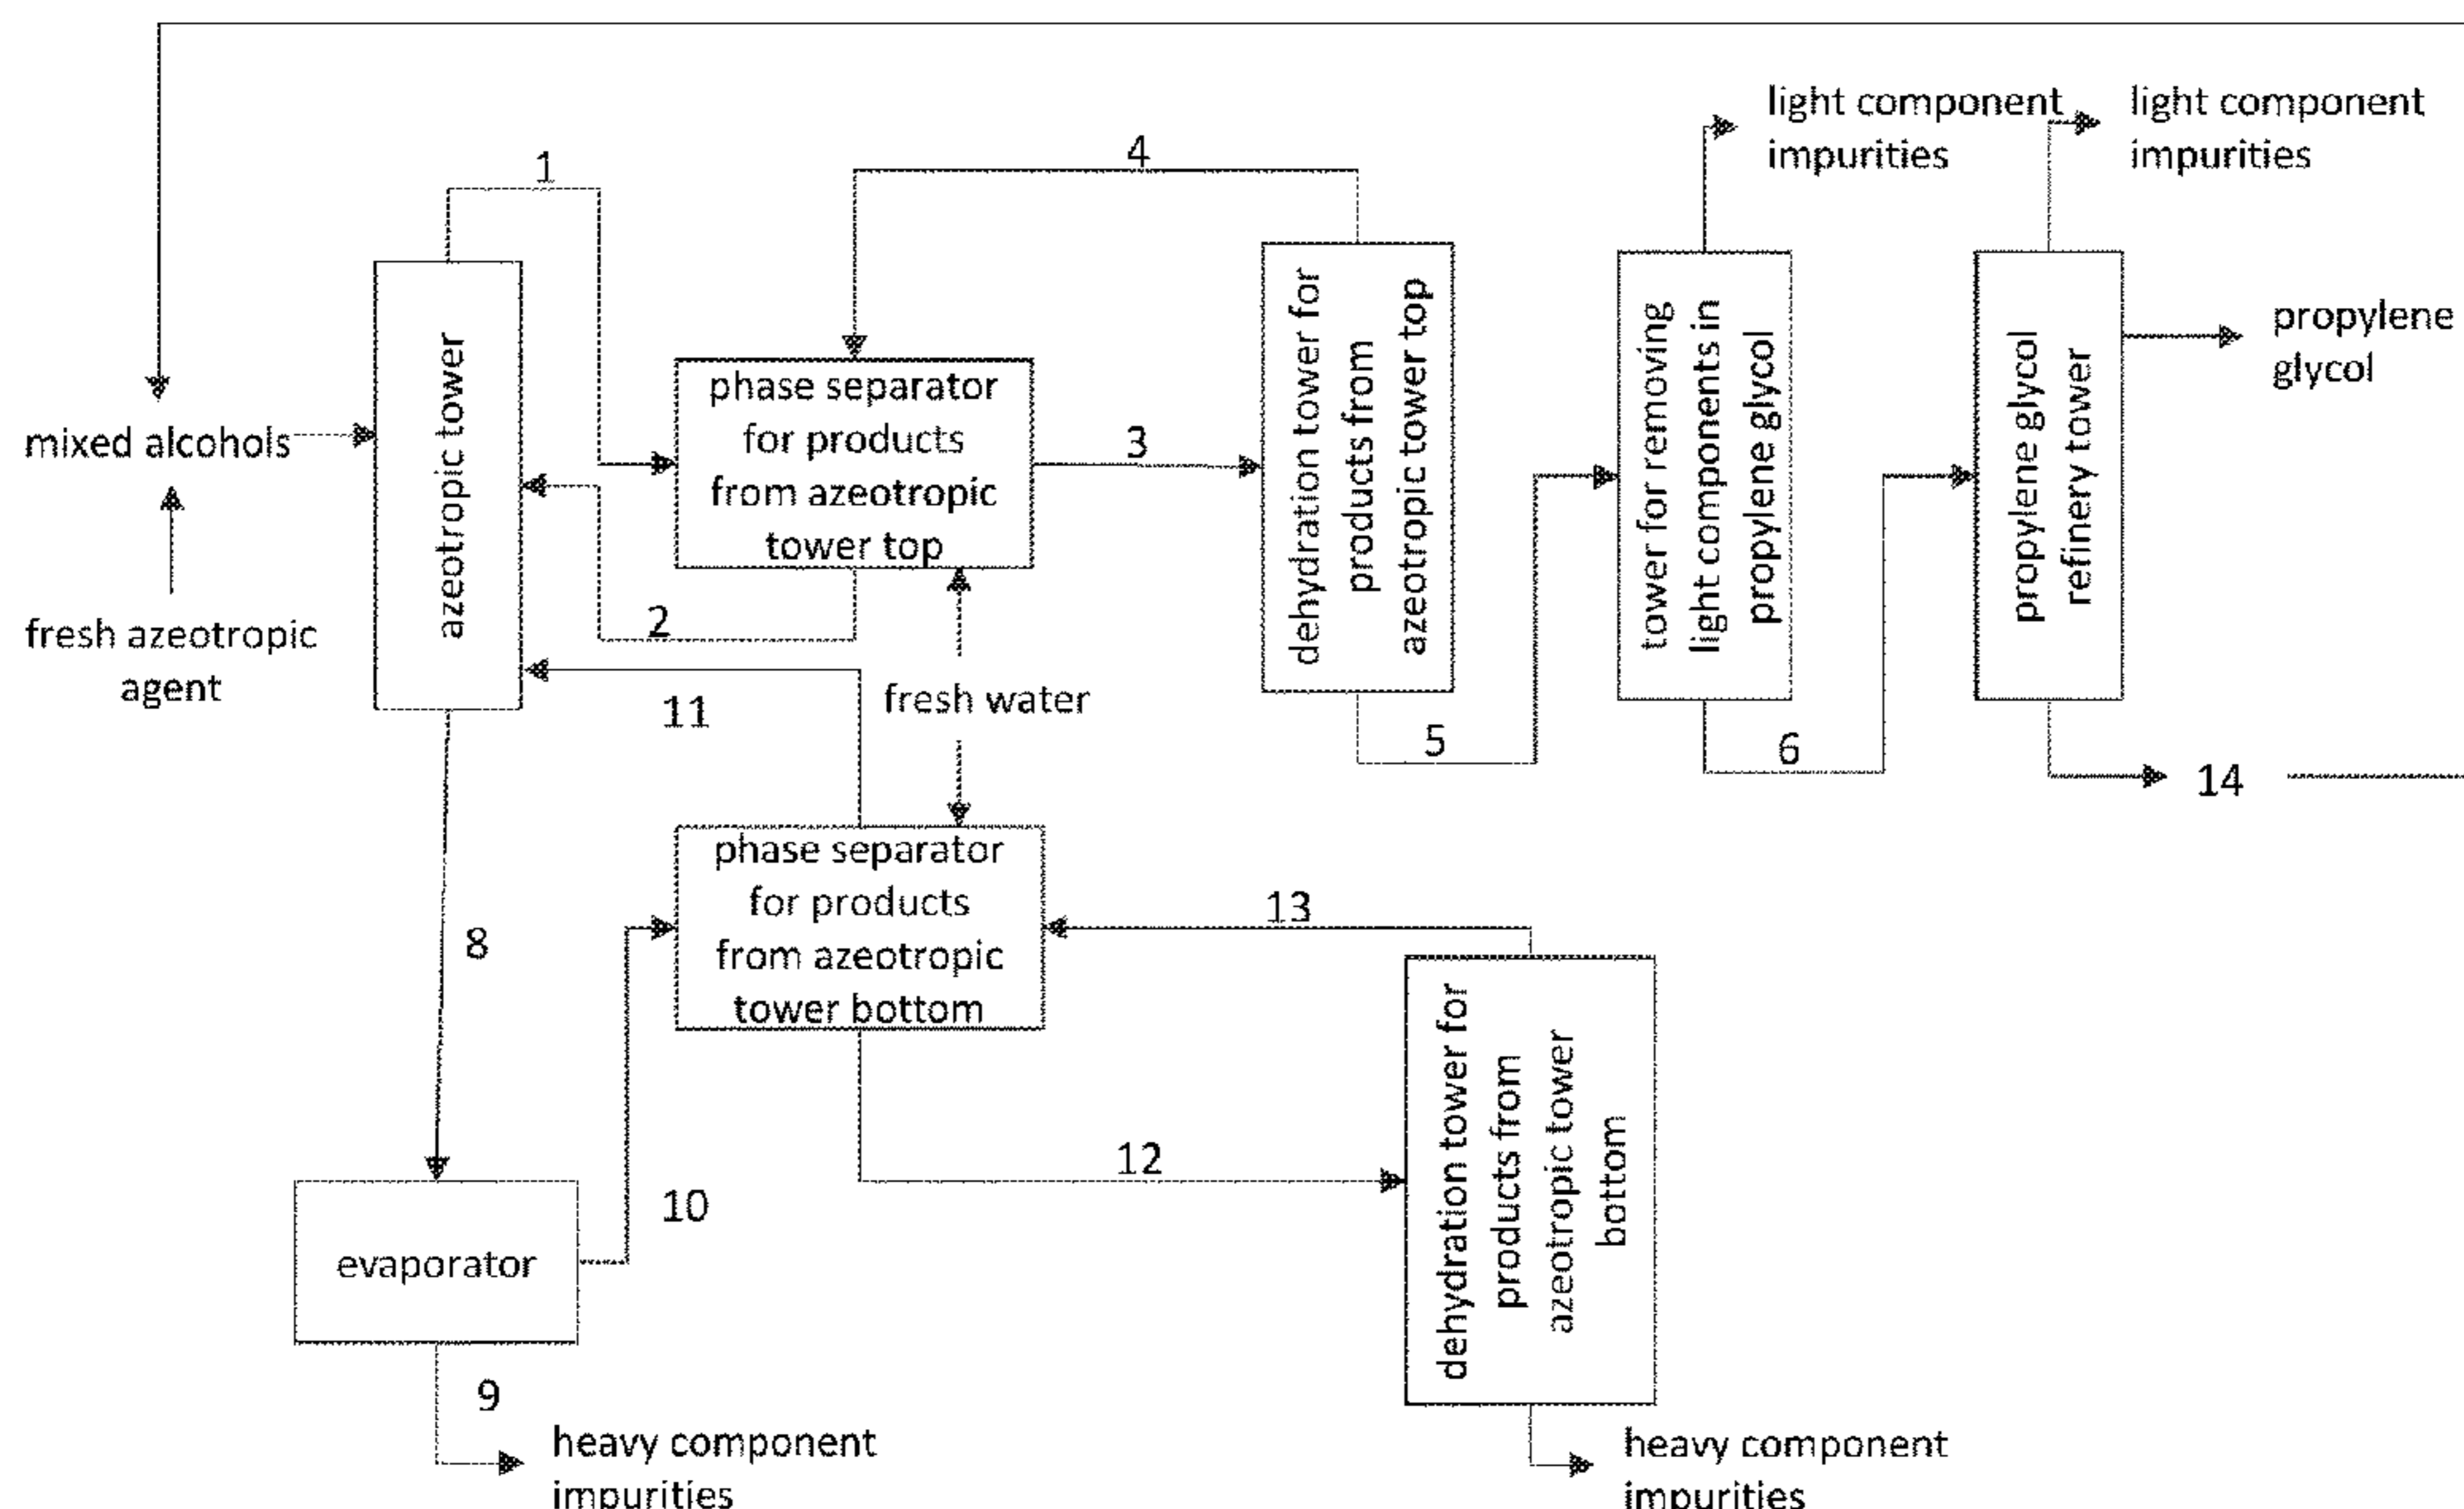 light component
impurities
light component
impurities
4
1
propylene
glycol
mixed alcohols
azeotropic tower
phase separator
for products
from azeotropic
tower top
3
dehydration tower for
products from
azeotropic tower top
tower for removing
light components in
propylene glycol
propylene glycol
refinery tower
fresh azeotropic
agent
2
11
fresh water
5
6
14
phase separator
for products
from azeotropic
tower bottom
13
8
12
10
dehydration tower for
products from
azeotropic tower
bottom
evaporator
9
heavy component
impurities
heavy component
impurities